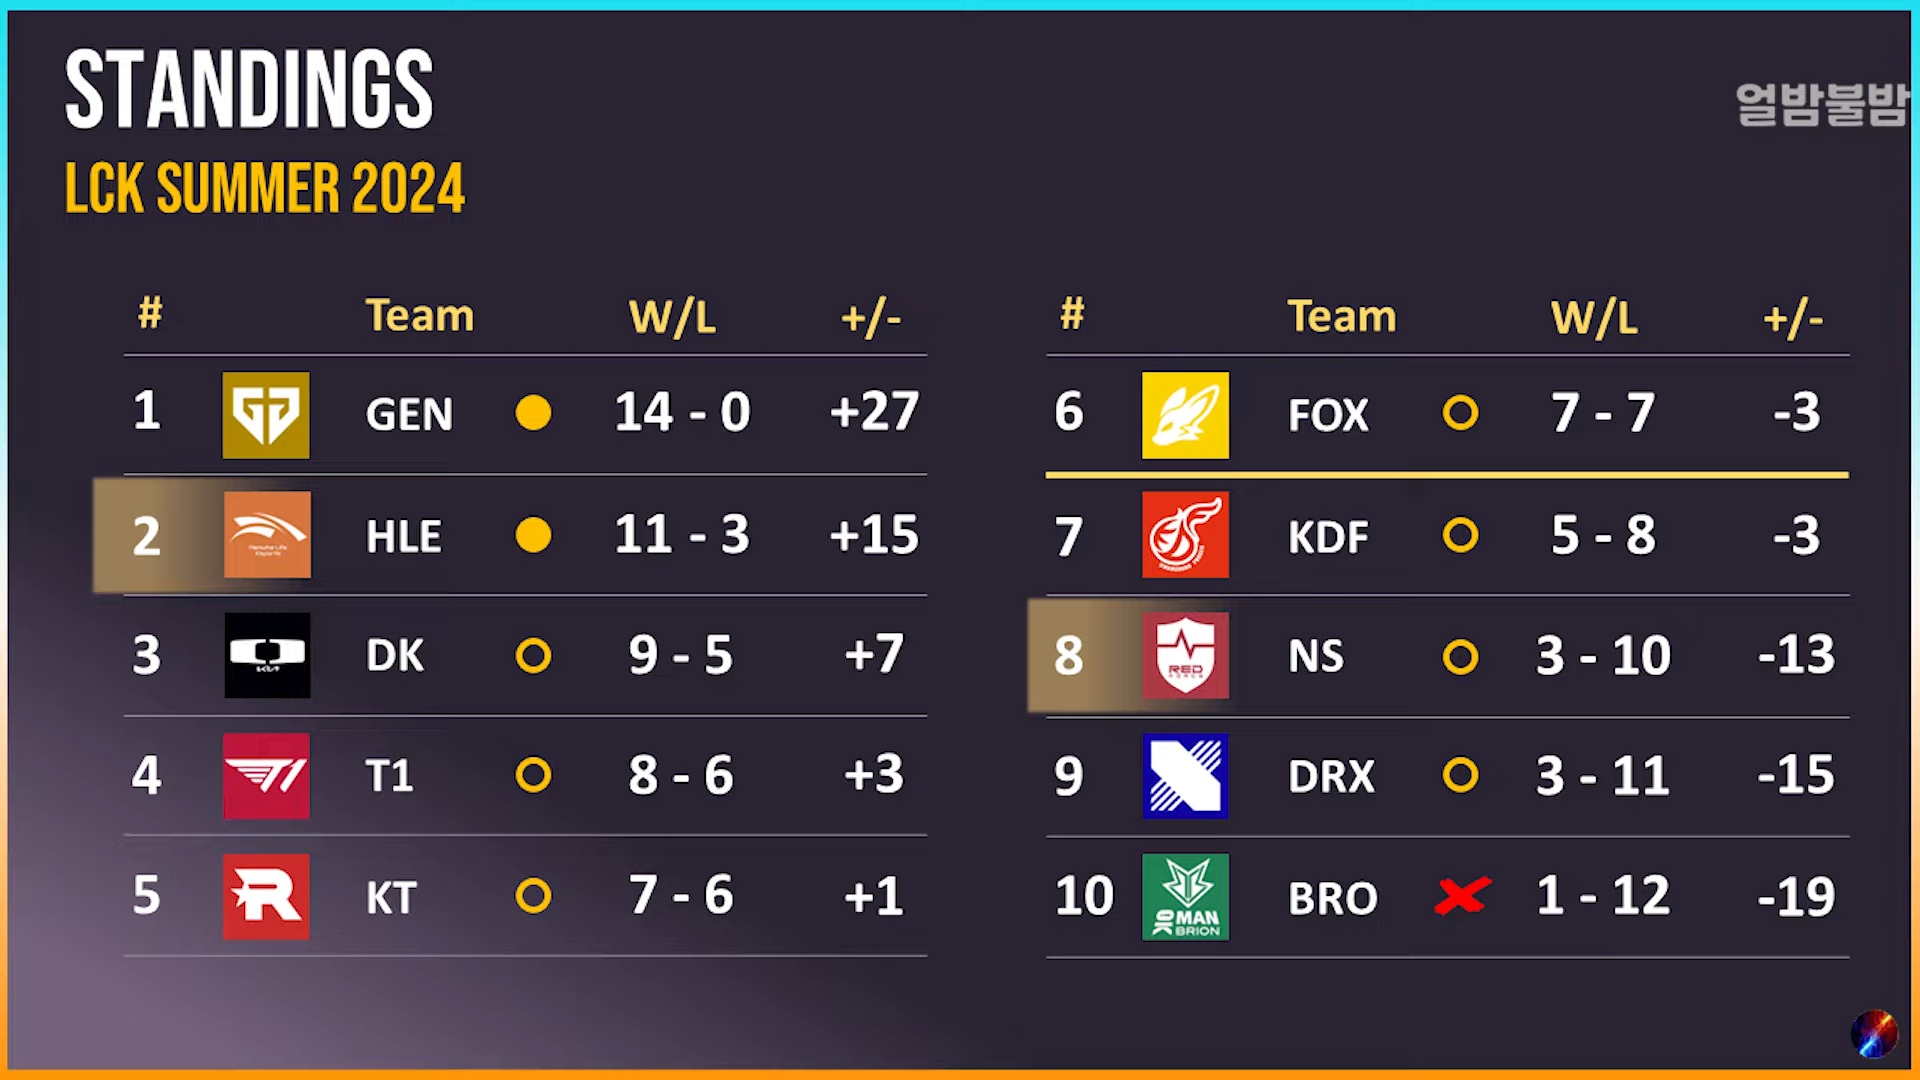 STANDINGS
LCK SUMMER 2024
얼밤불밤
# Team W/L +/-
1 GEN 14 - 0 +27
2 HLE 11 - 3 +15
3 DK 9 - 5 +7
4 T1 8 - 6 +3
5 KT 7 - 6 +1
# Team W/L +/-
6 FOX 7 - 7 -3
7 KDF 5 - 8 -3
8 RED FORCE NS 3 - 10 -13
9 DRX 3 - 11 -15
10 OK MAN BRION BRO 1 - 12 -19